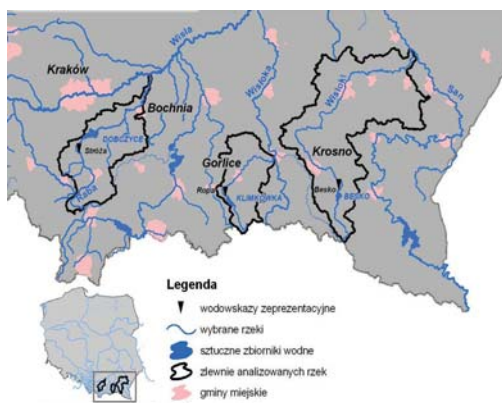 Wisła
Kraków
Wisłoka
Wisłok
San
Bochnia
DOBCZYCE
Stróża
Krosno
Gorlice
Raba
Ropa
KLIMKÓWKA
Besko
BESKO
Legenda
wodowskazy zeprezentacyjne
wybrane rzeki
sztuczne zbiorniki wodne
zlewnie analizowanych rzek
gminy miejskie